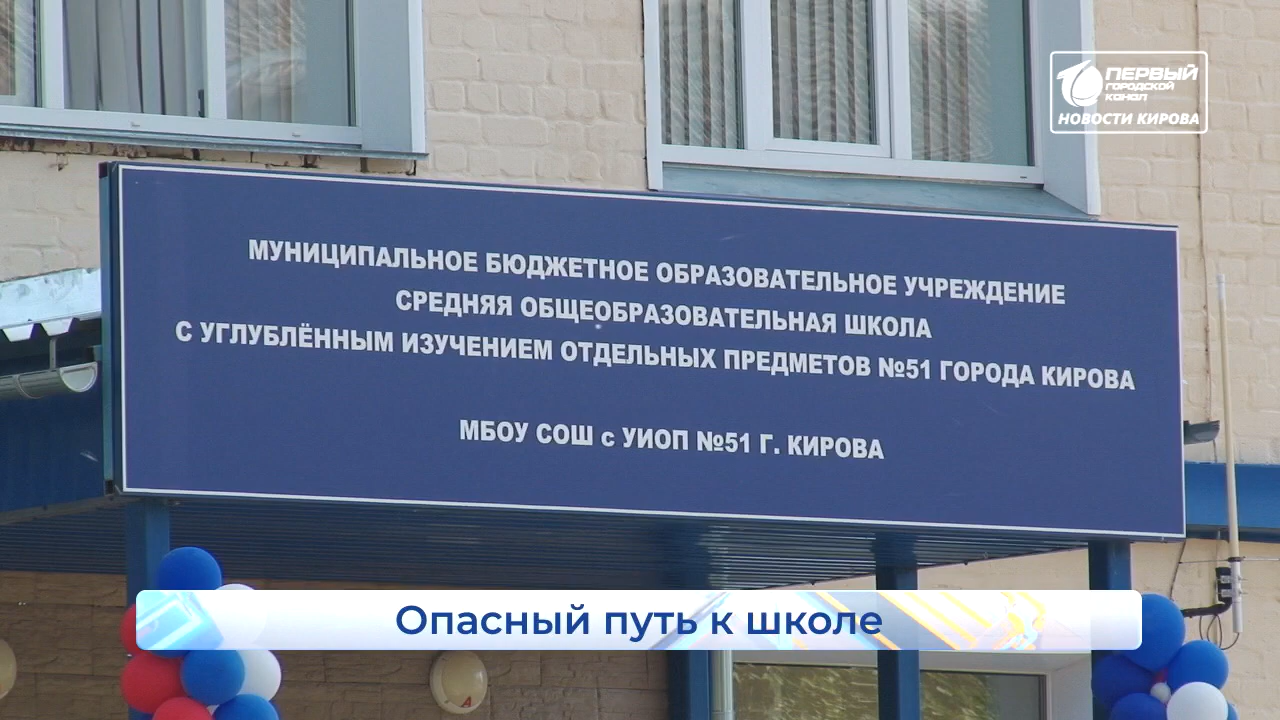 ПЕРВЫЙ
ГОРОДСКОЙ
КАНАЛ
НОВОСТИ КИРОВА
МУНИЦИПАЛЬНОЕ БЮДЖЕТНОЕ ОБРАЗОВАТЕЛЬНОЕ УЧРЕЖДЕНИЕ
СРЕДНЯЯ ОБЩЕОБРАЗОВАТЕЛЬНАЯ ШКОЛА
С УГЛУБЛЁННЫМ ИЗУЧЕНИЕМ ОТДЕЛЬНЫХ ПРЕДМЕТОВ №51 ГОРОДА КИРОВА
МБОУ СОШ с УИОП №51 Г. КИРОВА
Опасный путь к школе
А